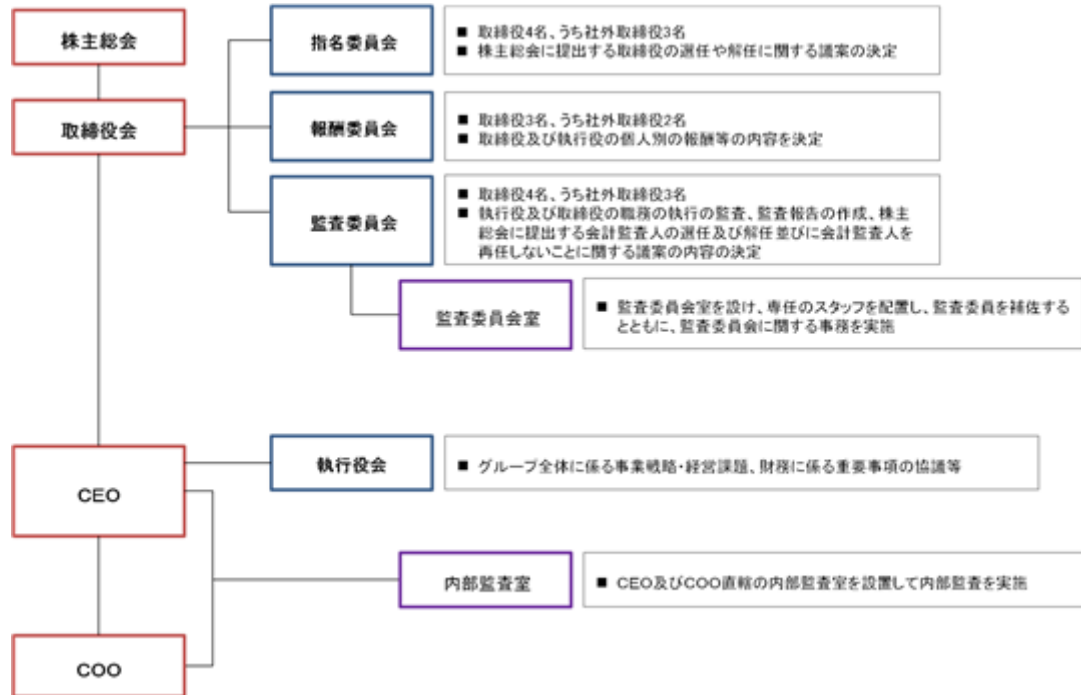 株主総会
指名委員会
■ 取締役4名、うち社外取締役3名
■ 株主総会に提出する取締役の選任や解任に関する議案の決定
取締役会
報酬委員会
■ 取締役3名、うち社外取締役2名
■ 取締役及び執行役の個人別の報酬等の内容を決定
監査委員会
■ 取締役4名、うち社外取締役3名
■ 執行役及び取締役の職務の執行の監査、監査報告の作成、株主
総会に提出する会計監査人の選任及び解任並びに会計監査人を
再任しないことに関する議案の内容の決定
監査委員会室
■ 監査委員会室を設け、専任のスタッフを配置し、監査委員を補佐する
とともに、監査委員会に関する事務を実施
CEO
執行役会
■ グループ全体に係る事業戦略・経営課題、財務に係る重要事項の協議等
内部監査室
■ CEO及びCOO直轄の内部監査室を設置して内部監査を実施
COO